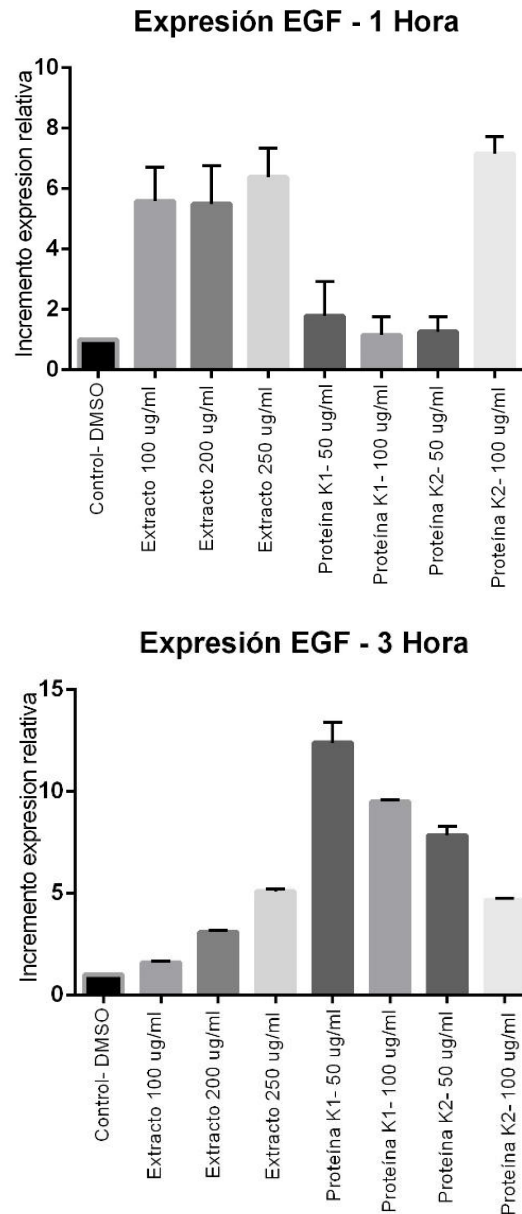 Expresión EGF - 1 Hora
Incremento expresion relativa
10
8
6
4
2
0
Control- DMSO
Extracto 100 ug/ml
Extracto 200 ug/ml
Extracto 250 ug/ml
Proteína K1- 50 ug/ml
Proteína K1- 100 ug/ml
Proteína K2- 50 ug/ml
Proteína K2- 100 ug/ml
Expresión EGF - 3 Hora
Incremento expresion relativa
15
10
5
0
Control- DMSO
Extracto 100 ug/ml
Extracto 200 ug/ml
Extracto 250 ug/ml
Proteína K1- 50 ug/ml
Proteína K1- 100 ug/ml
Proteína K2- 50 ug/ml
Proteína K2- 100 ug/ml